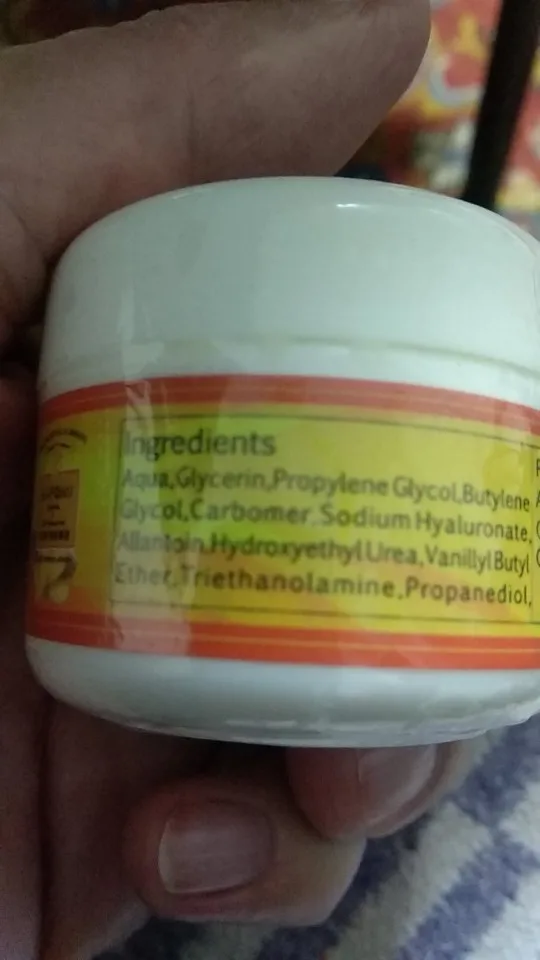 Ingredients
Aqua,Glycerin,Propylene Glycol,Butylene
Glycol,Carbomer,Sodium Hyaluronate,
Allantoin,Hydroxyethyl Urea,Vanillyl Butyl
Ether,Triethanolamine,Propanediol,